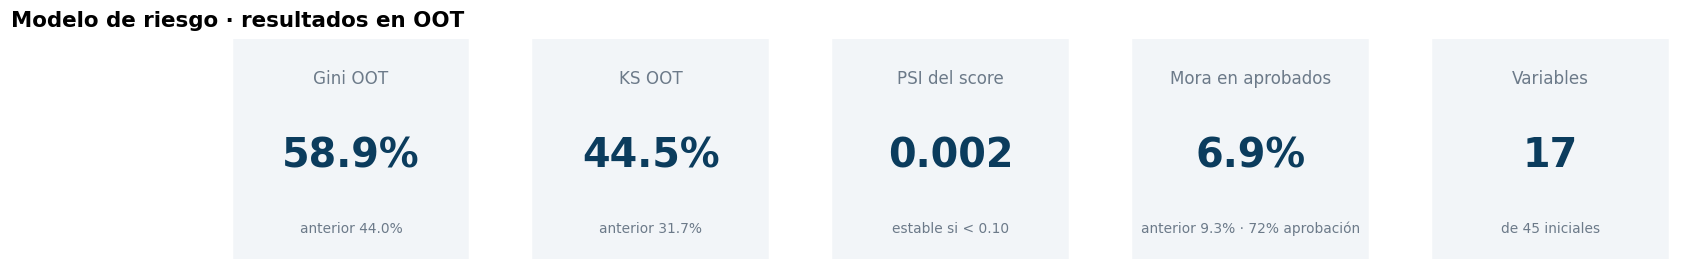 Modelo de riesgo · resultados en OOT
Gini OOT
58.9%
anterior 44.0%
KS OOT
44.5%
anterior 31.7%
PSI del score
0.002
estable si < 0.10
Mora en aprobados
6.9%
anterior 9.3% · 72% aprobación
Variables
17
de 45 iniciales